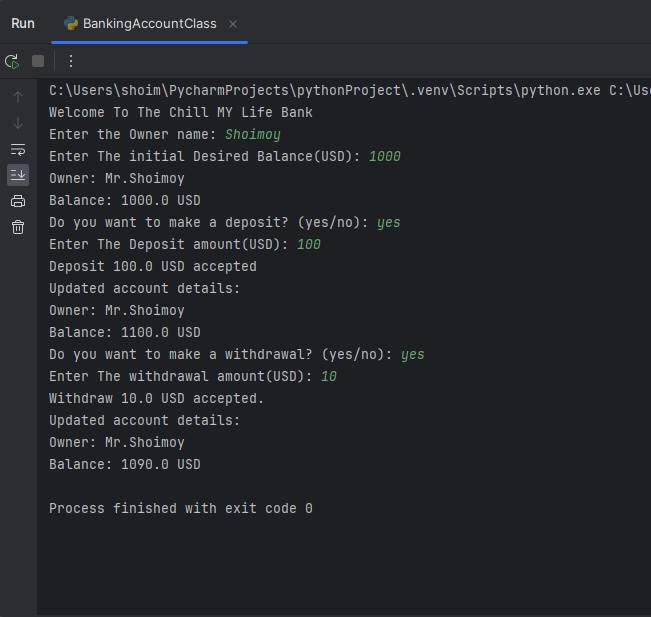 Run BankingAccountClass
C:\Users\shoim\PycharmProjects\pythonProject\.venv\Scripts\python.exe C:\Use
Welcome To The Chill MY Life Bank
Enter the Owner name: Shoimoy
Enter The initial Desired Balance(USD): 1000
Owner: Mr.Shoimoy
Balance: 1000.0 USD
Do you want to make a deposit? (yes/no): yes
Enter The Deposit amount(USD): 100
Deposit 100.0 USD accepted
Updated account details:
Owner: Mr.Shoimoy
Balance: 1100.0 USD
Do you want to make a withdrawal? (yes/no): yes
Enter The withdrawal amount(USD): 10
Withdraw 10.0 USD accepted.
Updated account details:
Owner: Mr.Shoimoy
Balance: 1090.0 USD
Process finished with exit code 0